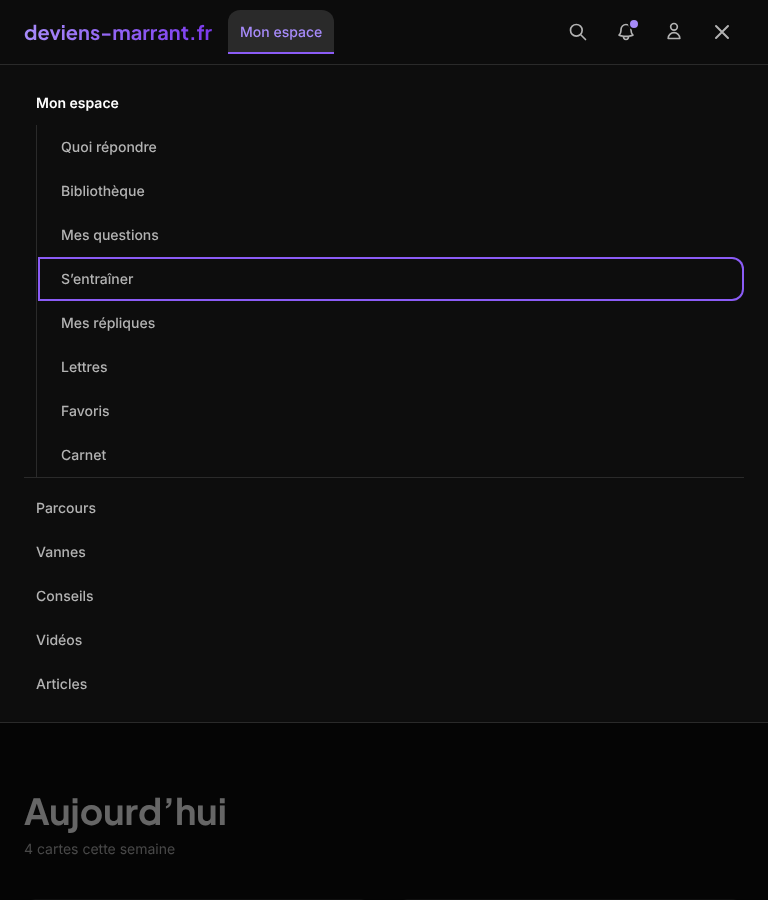 deviens-marrant.fr
Mon espace
Mon espace
Quoi répondre
Bibliothèque
Mes questions
S’entraîner
Mes répliques
Lettres
Favoris
Carnet
Parcours
Vannes
Conseils
Vidéos
Articles
Aujourd’hui
4 cartes cette semaine